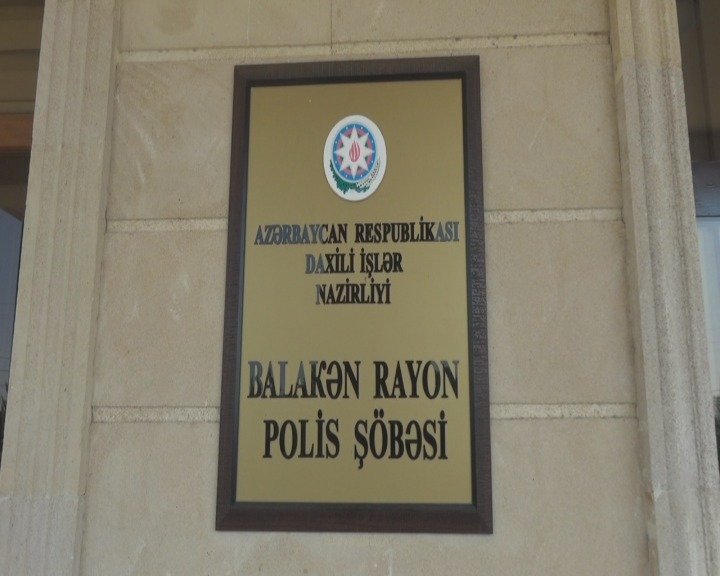 AZƏRBAYCAN RESPUBLİKASI
DAXİLİ İŞLƏR
NAZİRLİYİ
BALAKƏN RAYON
POLİS ŞÖBƏSİ